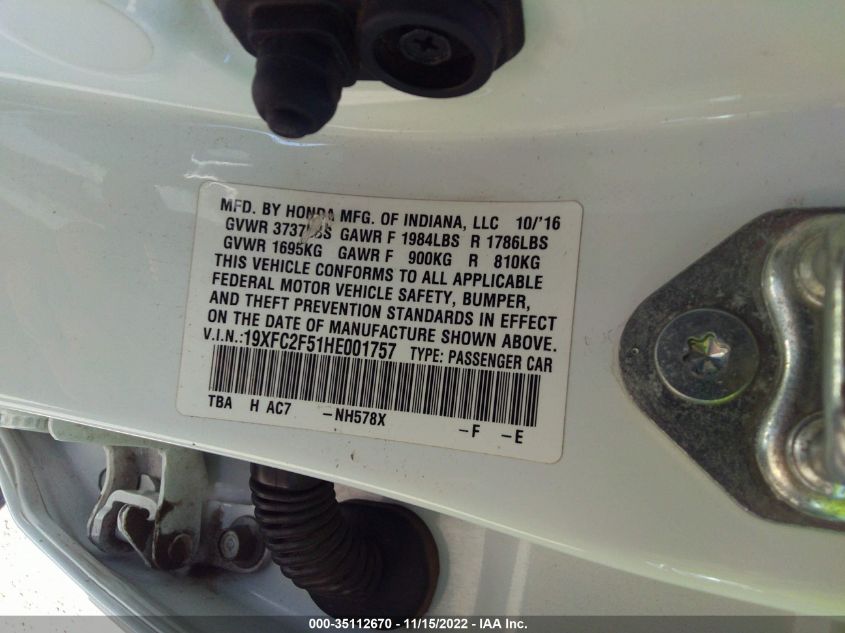 MFD. BY HONDA MFG. OF INDIANA, LLC 10/'16
GVWR 3737LBS GAWR F 1984LBS R 1786LBS
GVWR 1695KG GAWR F 900KG R 810KG
THIS VEHICLE CONFORMS TO ALL APPLICABLE
FEDERAL MOTOR VEHICLE SAFETY, BUMPER,
AND THEFT PREVENTION STANDARDS IN EFFECT
ON THE DATE OF MANUFACTURE SHOWN ABOVE.
V.I.N.:19XFC2F51HE001757 TYPE: PASSENGER CAR
TBA H AC7 -NH578X -F -E
000-35112670 - 11/15/2022 - IAA Inc.